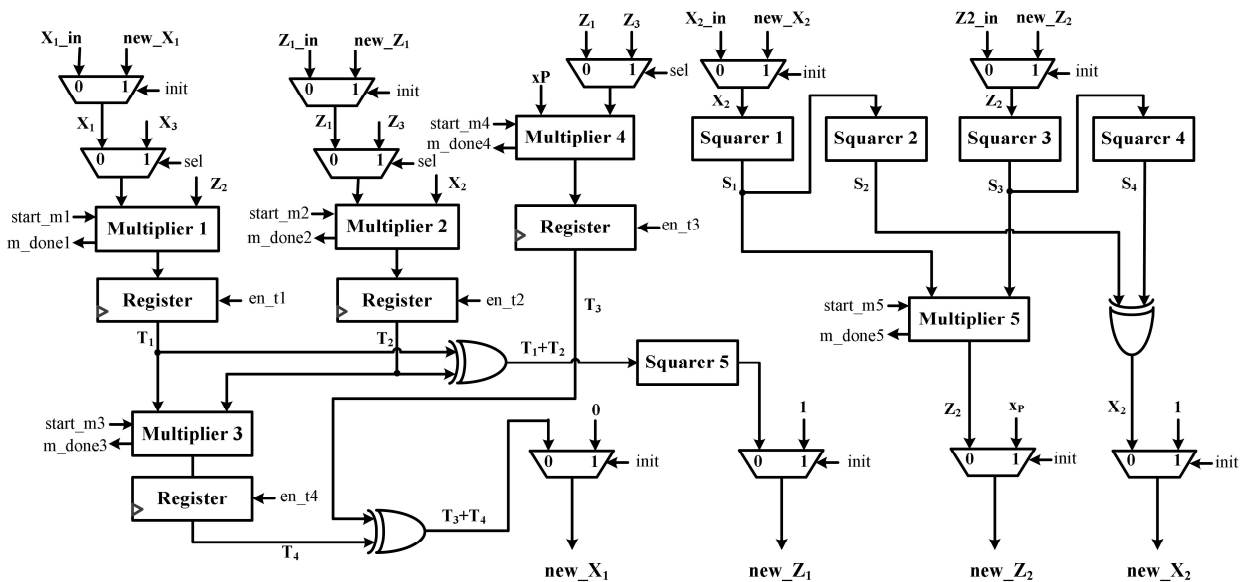 Z₁ Z₃ X₂_in new_X₂ Z2_in new_Z₂
X₁_in new_X₁ Z₁_in new_Z₁
0 1 sel 0 1 init 0 1 init
0 1 init 0 1 init xP X₂ Z₂
X₁ X₃ Z₁ Z₃ start_m4 Multiplier 4 Squarer 1 Squarer 2 Squarer 3 Squarer 4
m_done4
0 1 sel 0 1 sel
Z₂ X₂ S₁ S₂ S₃ S₄
start_m1 Multiplier 1 start_m2 Multiplier 2 Register en_t3
m_done1 m_done2
Register en_t1 Register en_t2 T₃ start_m5 Multiplier 5
m_done5
T₁ T₂ T₁+T₂ Squarer 5
start_m3 Multiplier 3 0 1 Z₂ xₚ X₂ 1
m_done3
0 1 init 0 1 init 0 1 init 0 1 init
Register en_t4
T₃+T₄
T₄
new_X₁ new_Z₁ new_Z₂ new_X₂